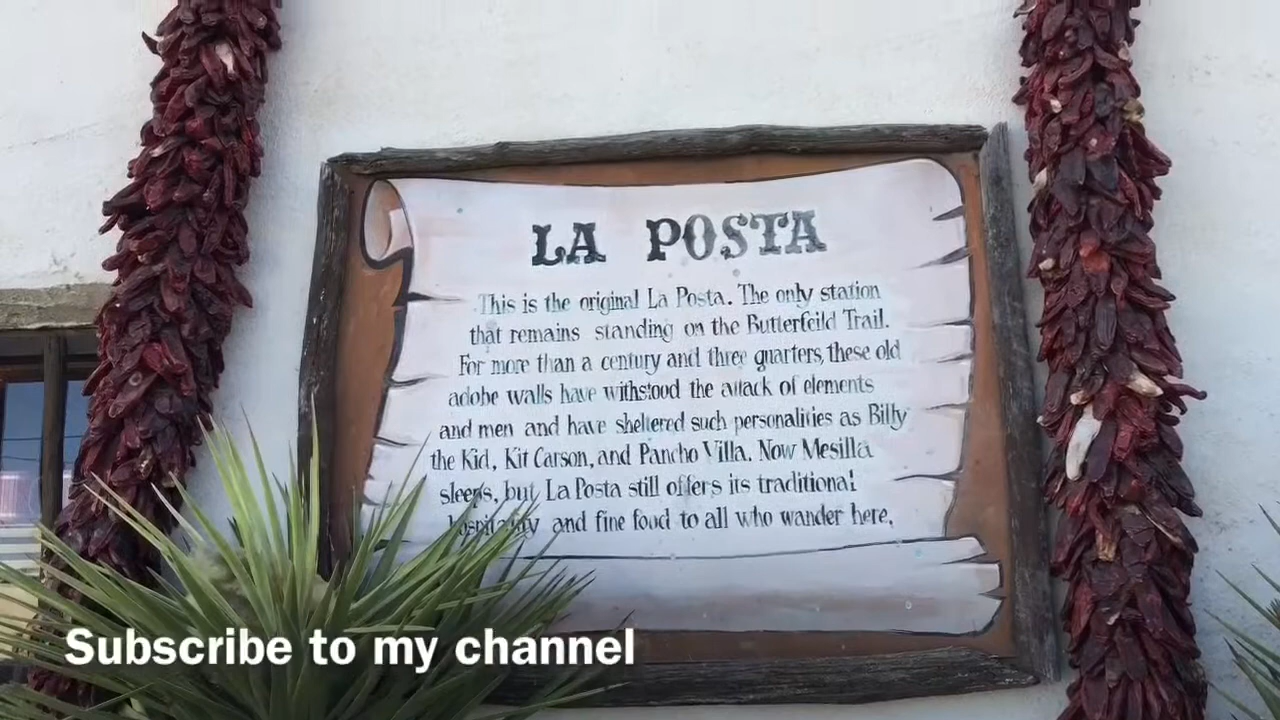 LA POSTA
This is the original La Posta. The only station
that remains standing on the Butterfeild Trail.
For more than a century and three quarters, these old
adobe walls have withstood the attack of elements
and men and have sheltered such personalities as Billy
the Kid, Kit Carson, and Pancho Villa. Now Mesilla
sleeps, but La Posta still offers its traditional
hospitality and fine food to all who wander here.
Subscribe to my channel